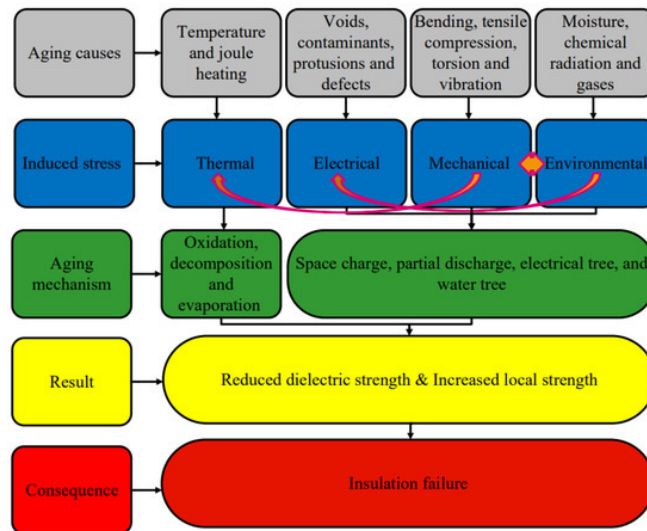 Aging causes
Temperature
and joule
heating
Voids,
contaminants,
protusions and
defects
Bending, tensile
compression,
torsion and
vibration
Moisture,
chemical
radiation and
gases
Induced stress
Thermal
Electrical
Mechanical
Environmental
Aging
mechanism
Oxidation,
decomposition
and
evaporation
Space charge, partial discharge, electrical tree, and
water tree
Result
Reduced dielectric strength & Increased local strength
Consequence
Insulation failure